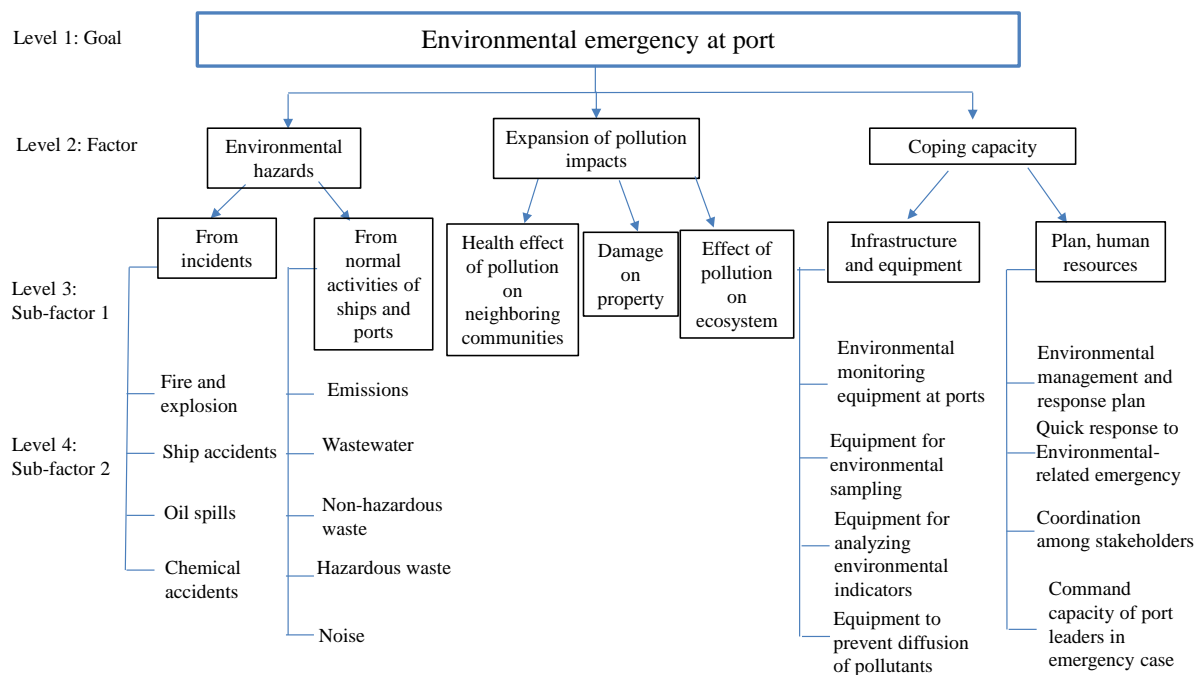 Level 1: Goal
Environmental emergency at port
Level 2: Factor
Environmental
hazards
Expansion of pollution
impacts
Coping capacity
Level 3:
Sub-factor 1
From
incidents
From
normal
activities of
ships and
ports
Health effect
of pollution
on
neighboring
communities
Damage
on
property
Effect of
pollution on
ecosystem
Infrastructure
and equipment
Plan, human
resources
Level 4:
Sub-factor 2
Fire and
explosion
Ship accidents
Oil spills
Chemical
accidents
Emissions
Wastewater
Non-hazardous
waste
Hazardous waste
Noise
Environmental
monitoring
equipment at ports
Equipment for
environmental
sampling
Equipment for
analyzing
environmental
indicators
Equipment to
prevent diffusion
of pollutants
Environmental
management and
response plan
Quick response to
Environmental-
related emergency
Coordination
among stakeholders
Command
capacity of port
leaders in
emergency case